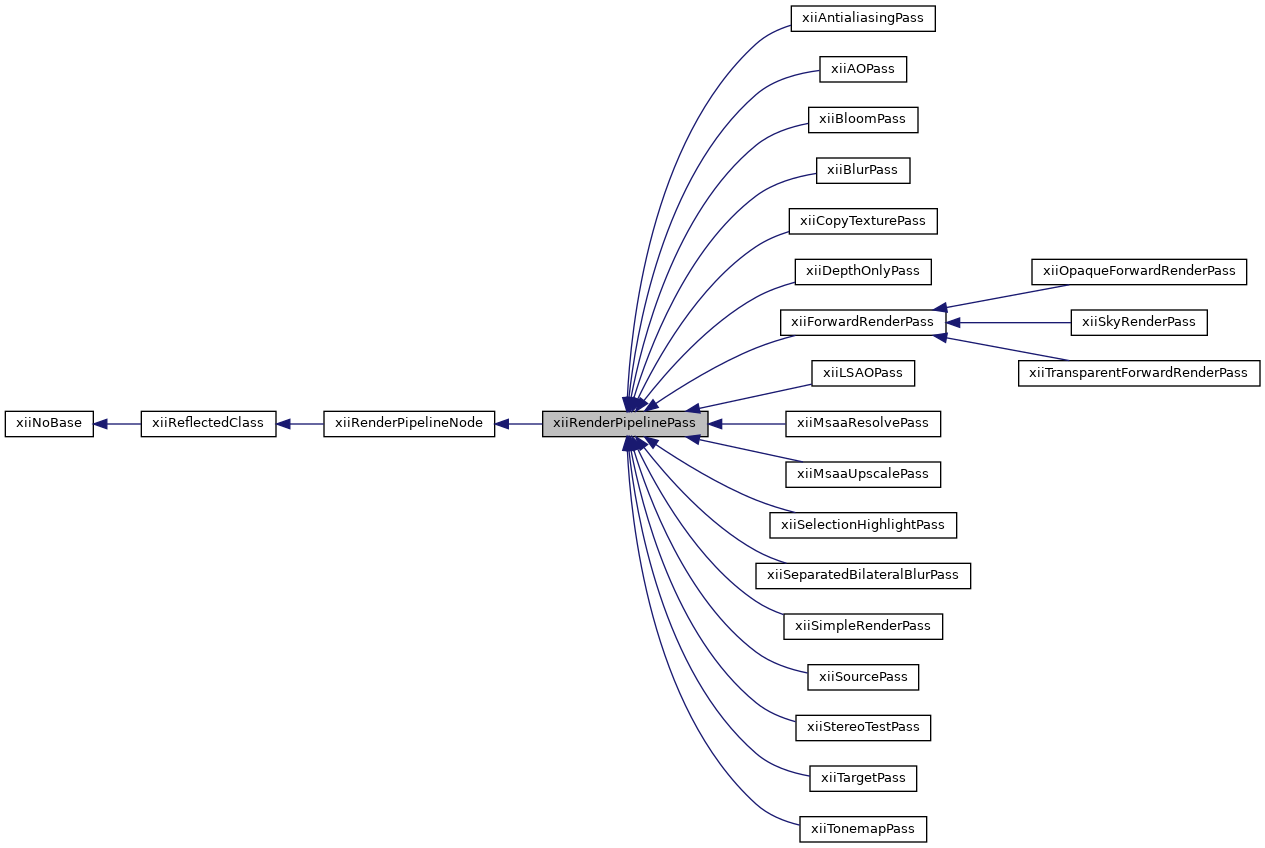 xiiAntialiasingPass
xiiAOPass
xiiBloomPass
xiiBlurPass
xiiCopyTexturePass
xiiDepthOnlyPass
xiiOpaqueForwardRenderPass
xiiForwardRenderPass
xiiSkyRenderPass
xiiLSAOPass
xiiTransparentForwardRenderPass
xiiNoBase
xiiReflectedClass
xiiRenderPipelineNode
xiiRenderPipelinePass
xiiMsaaResolvePass
xiiMsaaUpscalePass
xiiSelectionHighlightPass
xiiSeparatedBilateralBlurPass
xiiSimpleRenderPass
xiiSourcePass
xiiStereoTestPass
xiiTargetPass
xiiTonemapPass